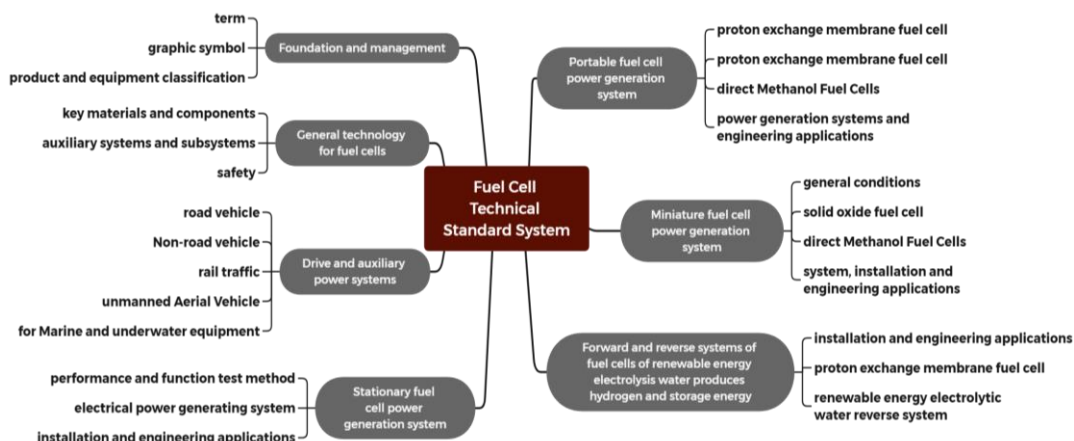 term
graphic symbol
product and equipment classification
Foundation and management
key materials and components
auxiliary systems and subsystems
safety
General technology
for fuel cells
road vehicle
Non-road vehicle
rail traffic
unmanned Aerial Vehicle
for Marine and underwater equipment
Drive and auxiliary
power systems
performance and function test method
electrical power generating system
installation and engineering applications
Stationary fuel
cell power
generation system
Fuel Cell
Technical
Standard System
Portable fuel cell
power generation
system
proton exchange membrane fuel cell
proton exchange membrane fuel cell
direct Methanol Fuel Cells
power generation systems and
engineering applications
Miniature fuel cell
power generation
system
general conditions
solid oxide fuel cell
direct Methanol Fuel Cells
system, installation and
engineering applications
Forward and reverse systems of
fuel cells of renewable energy
electrolysis water produces
hydrogen and storage energy
installation and engineering applications
proton exchange membrane fuel cell
renewable energy electrolytic
water reverse system